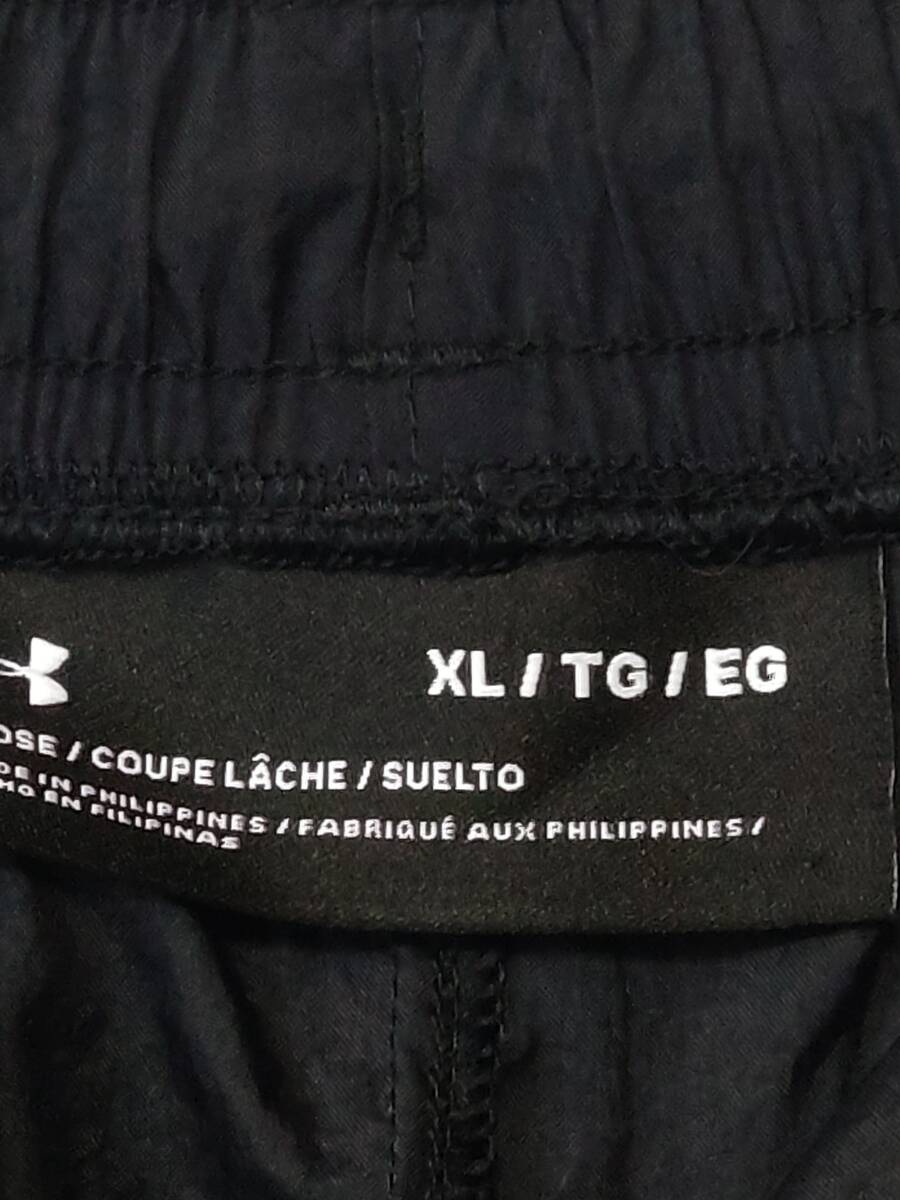 XL / TG / EG
OSE / COUPE LÂCHE / SUELTO
DE IN PHILIPPINES / FABRIQUÉ AUX PHILIPPINES /
HO EN FILIPINAS